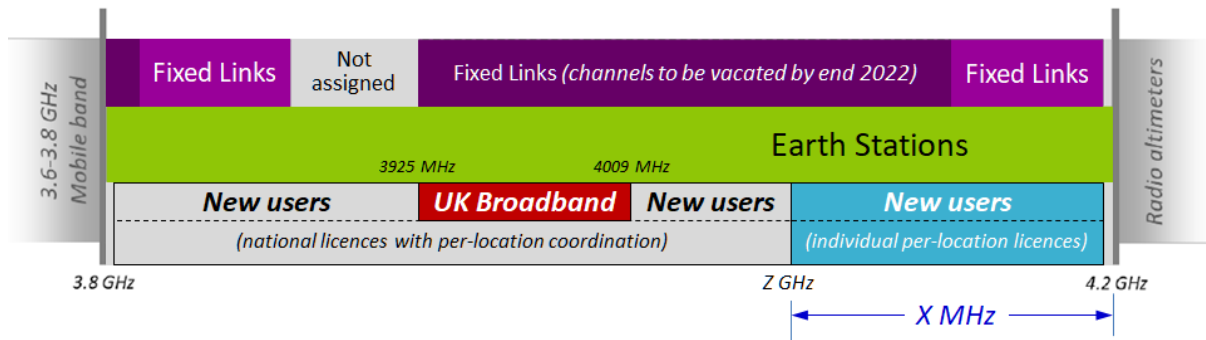 3.6-3.8 GHz
Mobile band
Fixed Links
Not
assigned
Fixed Links (channels to be vacated by end 2022)
Fixed Links
Radio altimeters
Earth Stations
3925 MHz
4009 MHz
New users
UK Broadband
New users
New users
(national licences with per-location coordination)
(individual per-location licences)
3.8 GHz
Z GHz
4.2 GHz
X MHz